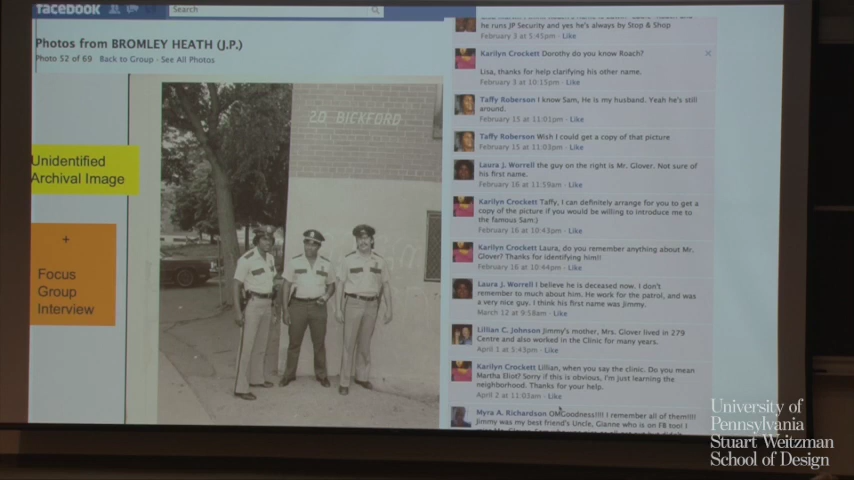 facebook
Search
Photos from BROMLEY HEATH (J.P.)
Photo 52 of 69 Back to Group · See All Photos
Unidentified
Archival Image
+
Focus
Group
Interview
20 BICKFORD
he runs JP Security and yes he's always by Stop & Shop
February 3 at 5:45pm · Like
Karilyn Crockett Dorothy do you know Roach?
Lisa, thanks for help clarifying his other name.
February 3 at 10:15pm · Like
Taffy Roberson I know Sam, He is my husband. Yeah he's still
around.
February 15 at 11:01pm · Like
Taffy Roberson Wish I could get a copy of that picture
February 15 at 11:03pm · Like
Laura J. Worrell the guy on the right is Mr. Glover. Not sure of
his first name.
February 16 at 11:59am · Like
Karilyn Crockett Taffy, I can definitely arrange for you to get a
copy of the picture if you would be willing to introduce me to
the famous Sam:)
February 16 at 10:43pm · Like
Karilyn Crockett Laura, do you remember anything about Mr.
Glover? Thanks for identifying him!!
February 16 at 10:44pm · Like
Laura J. Worrell I believe he is deceased now. I don't
remember to much about him. He work for the patrol, and was
a very nice guy. I think his first name was Jimmy.
March 12 at 9:58am · Like
Lillian C. Johnson Jimmy's mother, Mrs. Glover lived in 279
Centre and also worked in the Clinic for many years.
April 1 at 5:43pm · Like
Karilyn Crockett Lillian, when you say the clinic. Do you mean
Martha Eliot? Sorry if this is obvious, I'm just learning the
neighborhood. Thanks for your help.
April 2 at 11:03am · Like
Myra A. Richardson OMGoodness!!!! I remember all of them!!!!
Jimmy was my best friend's Uncle, Gianne who is on FB too! I
University of
Pennsylvania
Stuart Weitzman
School of Design